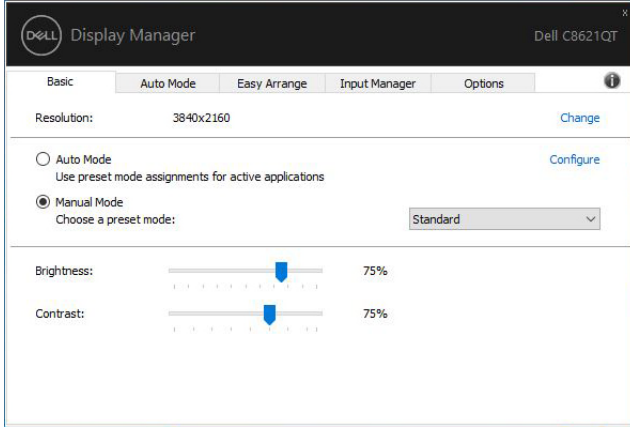 x
DELL Display Manager Dell C8621QT
Basic Auto Mode Easy Arrange Input Manager Options i
Resolution: 3840x2160 Change
Auto Mode Configure
Use preset mode assignments for active applications
Manual Mode
Choose a preset mode: Standard
Brightness: 75%
Contrast: 75%